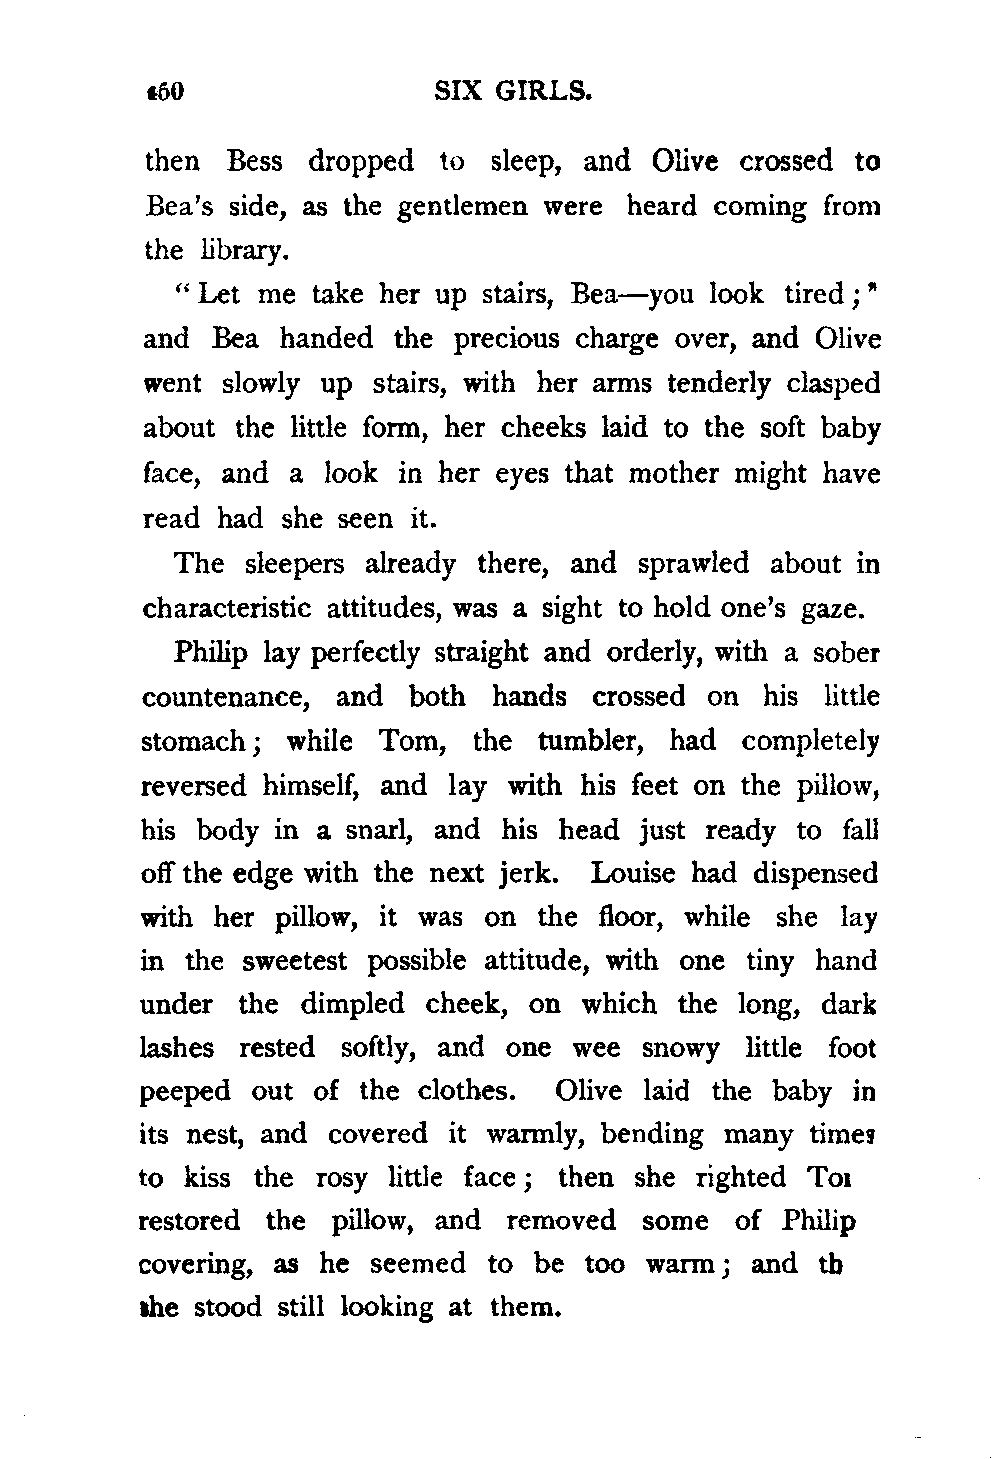 160 SIX GIRLS.
then Bess dropped to sleep, and Olive crossed to
Bea's side, as the gentlemen were heard coming from
the library.
"Let me take her up stairs, Bea—you look tired;"
and Bea handed the precious charge over, and Olive
went slowly up stairs, with her arms tenderly clasped
about the little form, her cheeks laid to the soft baby
face, and a look in her eyes that mother might have
read had she seen it.
The sleepers already there, and sprawled about in
characteristic attitudes, was a sight to hold one's gaze.
Philip lay perfectly straight and orderly, with a sober
countenance, and both hands crossed on his little
stomach; while Tom, the tumbler, had completely
reversed himself, and lay with his feet on the pillow,
his body in a snarl, and his head just ready to fall
off the edge with the next jerk. Louise had dispensed
with her pillow, it was on the floor, while she lay
in the sweetest possible attitude, with one tiny hand
under the dimpled cheek, on which the long, dark
lashes rested softly, and one wee snowy little foot
peeped out of the clothes. Olive laid the baby in
its nest, and covered it warmly, bending many times
to kiss the rosy little face; then she righted
restored the pillow, and removed some of Philip
covering, as he seemed to be too warm; and
she stood still looking at them.